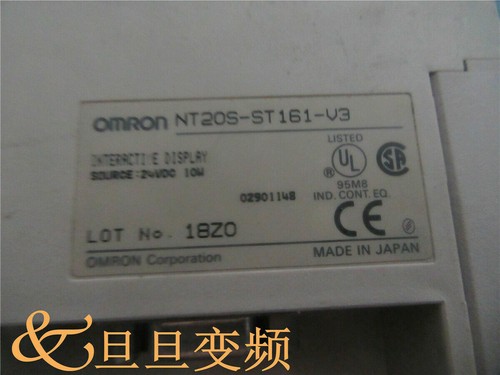 OMRON NT20S-ST161-V3
INTERACTIVE DISPLAY
SOURCE:24VDC 10W
LISTED
UL
SA
95M8
02901148 IND. CONT. EQ.
LOT No. 18Z0
CE
OMRON Corporation
MADE IN JAPAN
&旦旦变频